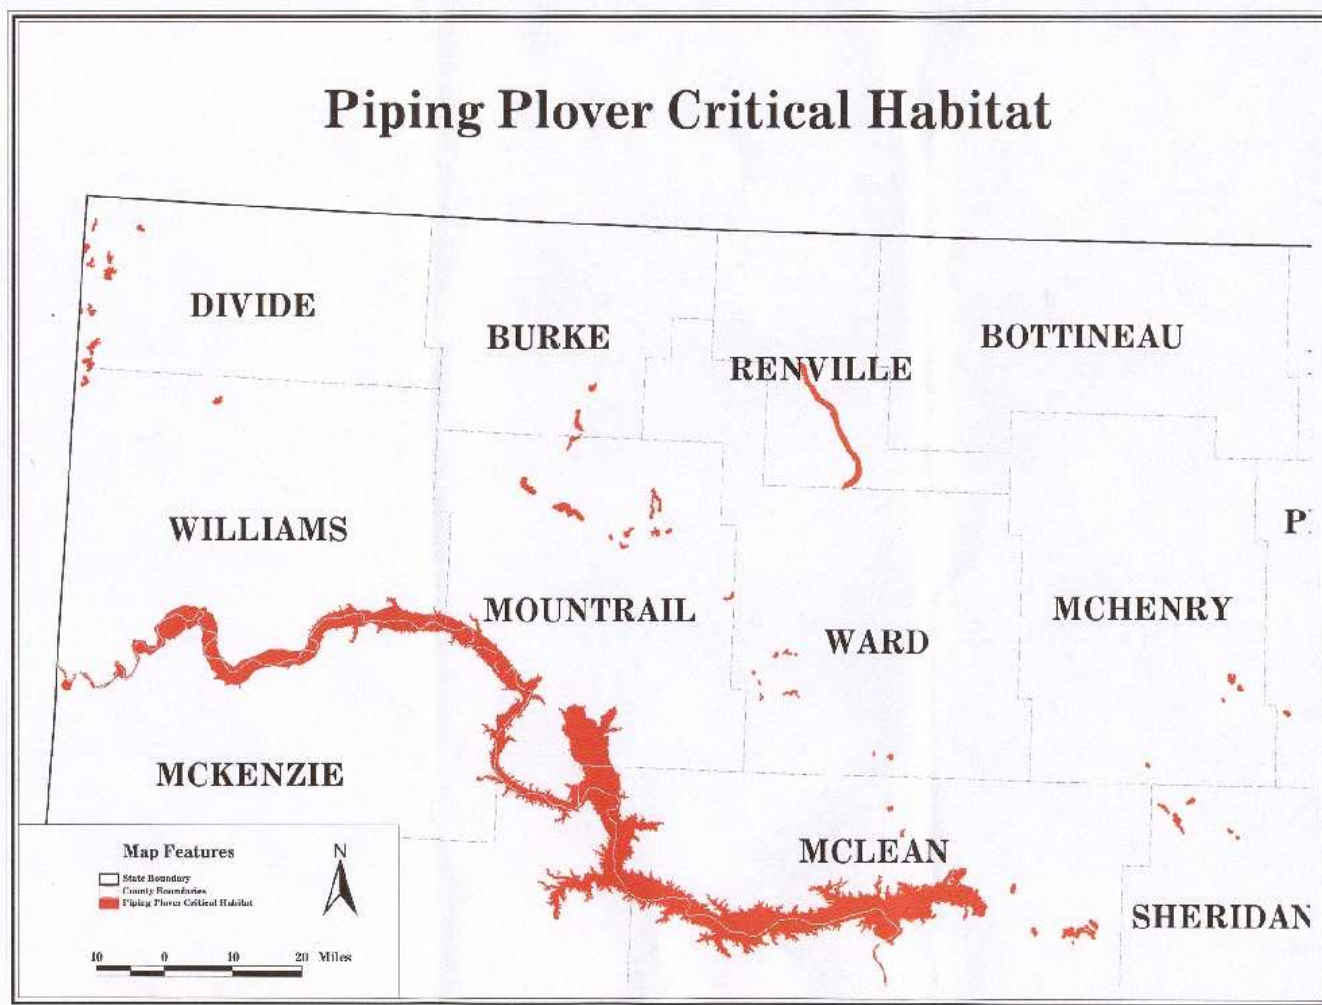 Piping Plover Critical Habitat
DIVIDE
BURKE
RENVILLE
BOTTINEAU
WILLIAMS
MOUNTRAIL
WARD
MCHENRY
P
MCKENZIE
MCLEAN
SHERIDAN
Map Features
State Boundary
County Boundaries
Piping Plover Critical Habitat
N
10 0 10 20 Miles